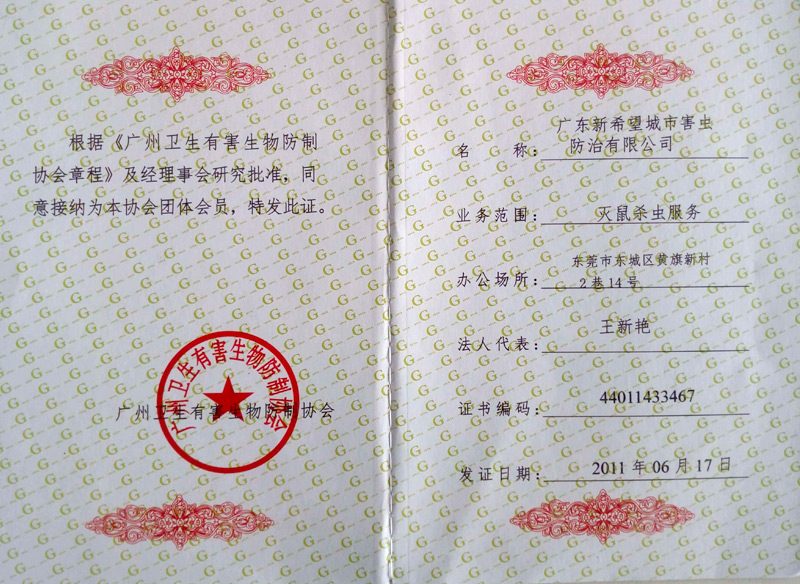 根据《广州卫生有害生物防制
协会章程》及经理事会研究批准，同
意接纳为本协会团体会员，特发此证。
广州卫生有害生物防制协会
广州卫生有害生物防制协会
名　　称：广东新希望城市害虫
防治有限公司
业务范围：灭鼠杀虫服务
办公场所：东莞市东城区黄旗新村
2巷14号
法人代表：王新艳
证书编码：44011433467
发证日期：2011 年 06 月 17 日